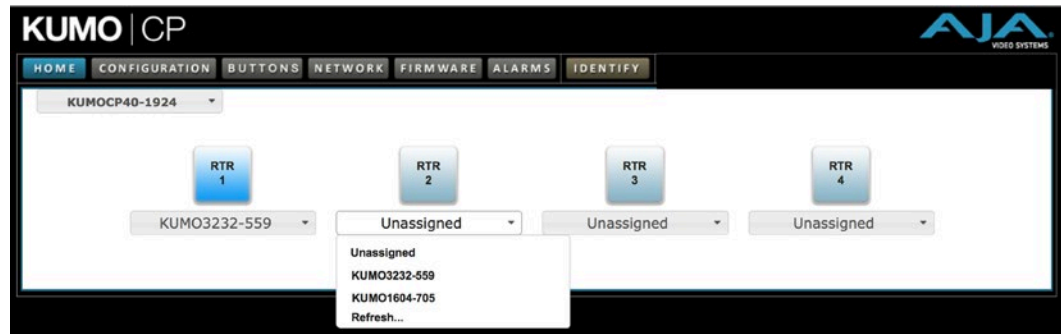 KUMO | CP
AJA
VIDEO SYSTEMS
HOME CONFIGURATION BUTTONS NETWORK FIRMWARE ALARMS IDENTIFY
KUMOCP40-1924
RTR RTR RTR RTR
1 2 3 4
KUMO3232-559 Unassigned Unassigned Unassigned
Unassigned
KUMO3232-559
KUMO1604-705
Refresh...